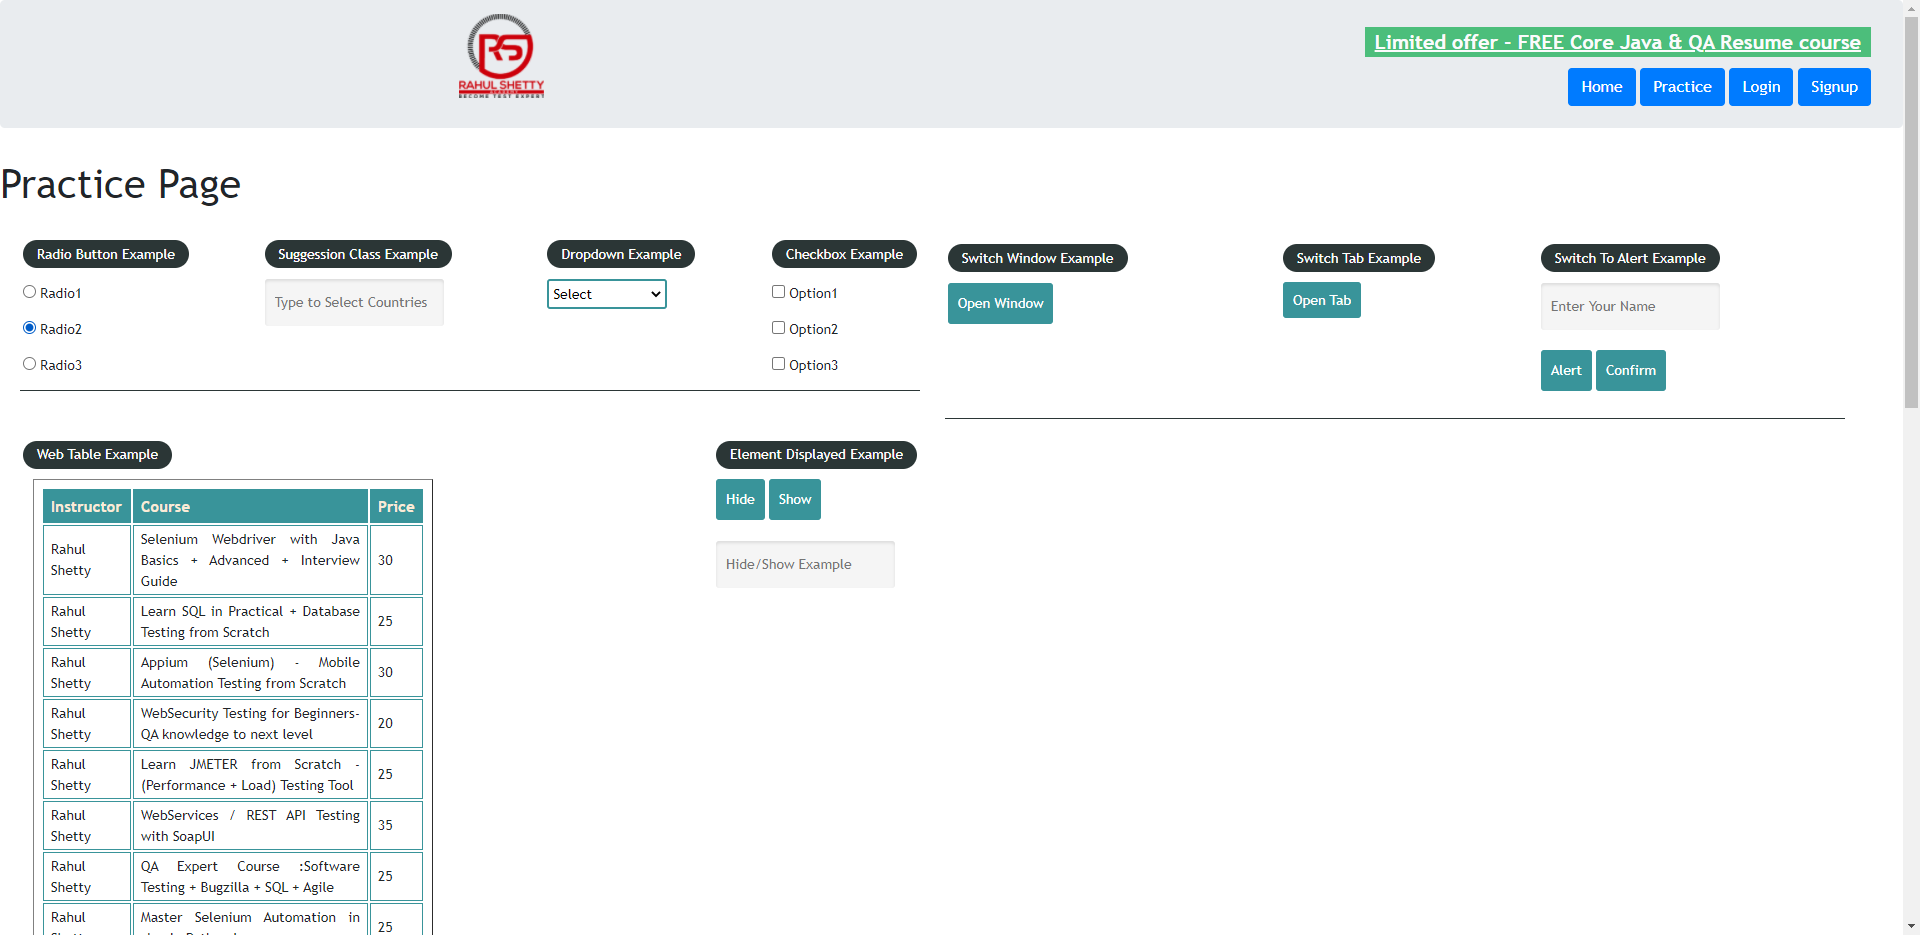 RS
RAHUL SHETTY
ACADEMY
BECOME TEST EXPERT
Limited offer - FREE Core Java & QA Resume course
Home Practice Login Signup
Practice Page
Radio Button Example
Radio1
Radio2
Radio3
Suggession Class Example
Type to Select Countries
Dropdown Example
Select
Checkbox Example
Option1
Option2
Option3
Switch Window Example
Open Window
Switch Tab Example
Open Tab
Switch To Alert Example
Enter Your Name
Alert Confirm
Web Table Example
Instructor Course Price
Rahul
Shetty
Selenium Webdriver with Java
Basics + Advanced + Interview
Guide
30
Rahul
Shetty
Learn SQL in Practical + Database
Testing from Scratch
25
Rahul
Shetty
Appium (Selenium) - Mobile
Automation Testing from Scratch
30
Rahul
Shetty
WebSecurity Testing for Beginners-
QA knowledge to next level
20
Rahul
Shetty
Learn JMETER from Scratch -
(Performance + Load) Testing Tool
25
Rahul
Shetty
WebServices / REST API Testing
with SoapUI
35
Rahul
Shetty
QA Expert Course :Software
Testing + Bugzilla + SQL + Agile
25
Rahul
Master Selenium Automation in
25
Element Displayed Example
Hide Show
Hide/Show Example